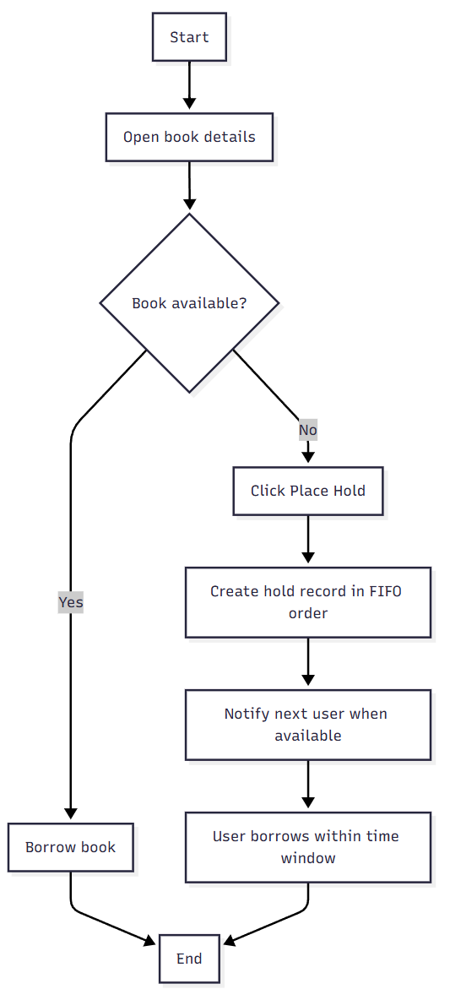 Start
Open book details
Book available?
No
Click Place Hold
Create hold record in FIFO
order
Yes
Notify next user when
available
Borrow book
User borrows within time
window
End